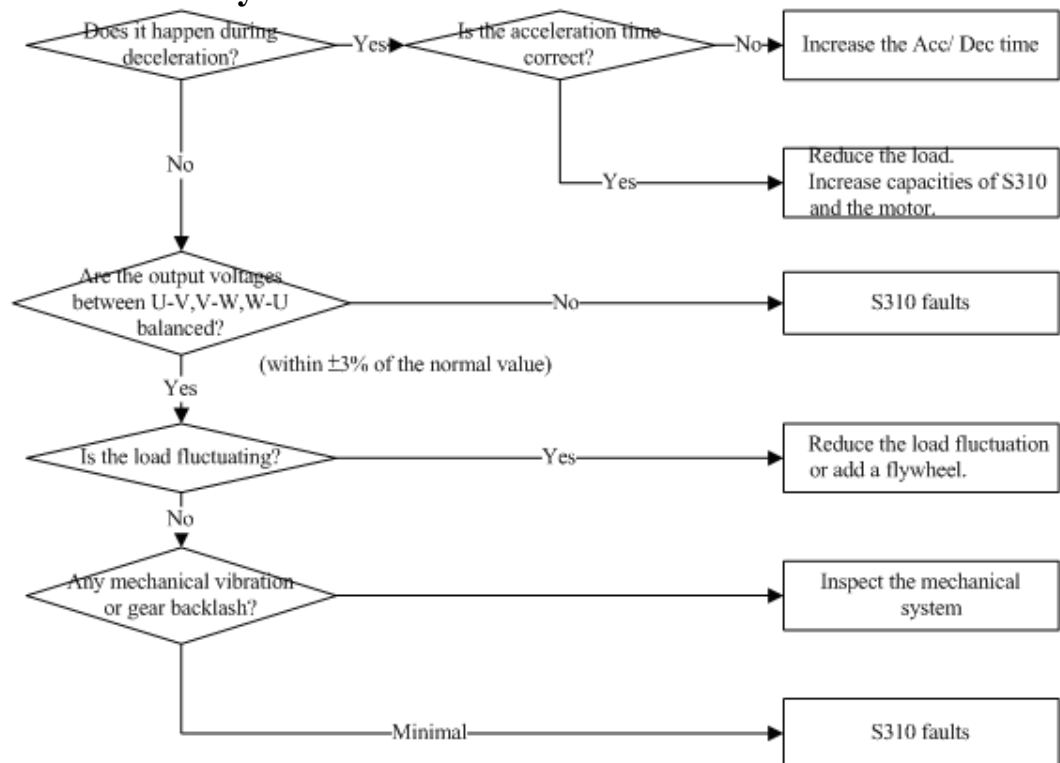 Does it happen during
deceleration?
Yes
Is the acceleration time
correct?
No
Increase the Acc/ Dec time
No
Yes
Reduce the load.
Increase capacities of S310
and the motor.
Are the output voltages
between U-V,V-W,W-U
balanced?
No
S310 faults
(within ±3% of the normal value)
Yes
Is the load fluctuating?
Yes
Reduce the load fluctuation
or add a flywheel.
No
Any mechanical vibration
or gear backlash?
Inspect the mechanical
system
Minimal
S310 faults